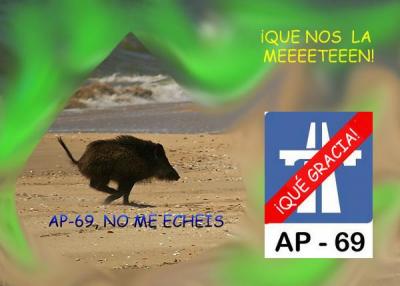 ¡QUE NOS LA
MEEEETEEEN!
¡QUÉ GRACIA!
AP-69, NO ME ECHEIS
AP - 69